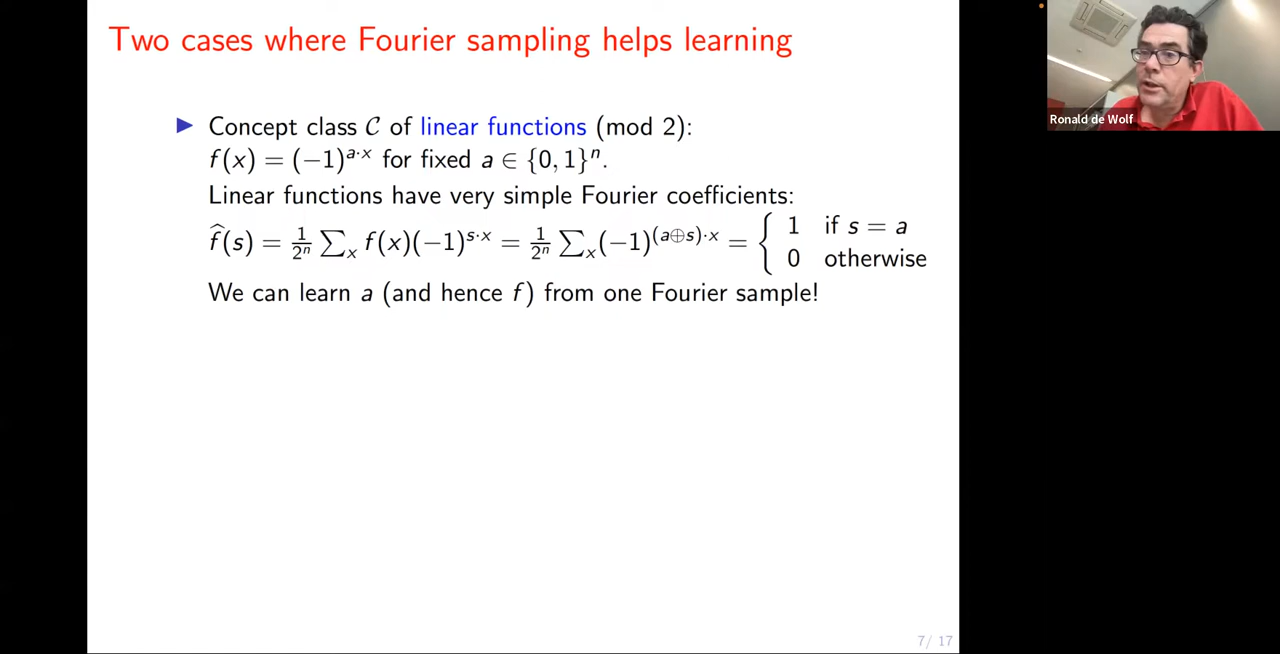 Two cases where Fourier sampling helps learning
▶ Concept class 𝒞 of linear functions (mod 2):
f(x) = (−1)^{a·x} for fixed a ∈ {0, 1}^n.
Linear functions have very simple Fourier coefficients:
f̂(s) = 1/2^n ∑_x f(x)(−1)^{s·x} = 1/2^n ∑_x (−1)^{(a⊕s)·x} = { 1 if s = a
0 otherwise
We can learn a (and hence f) from one Fourier sample!
7/ 17
Ronald de Wolf